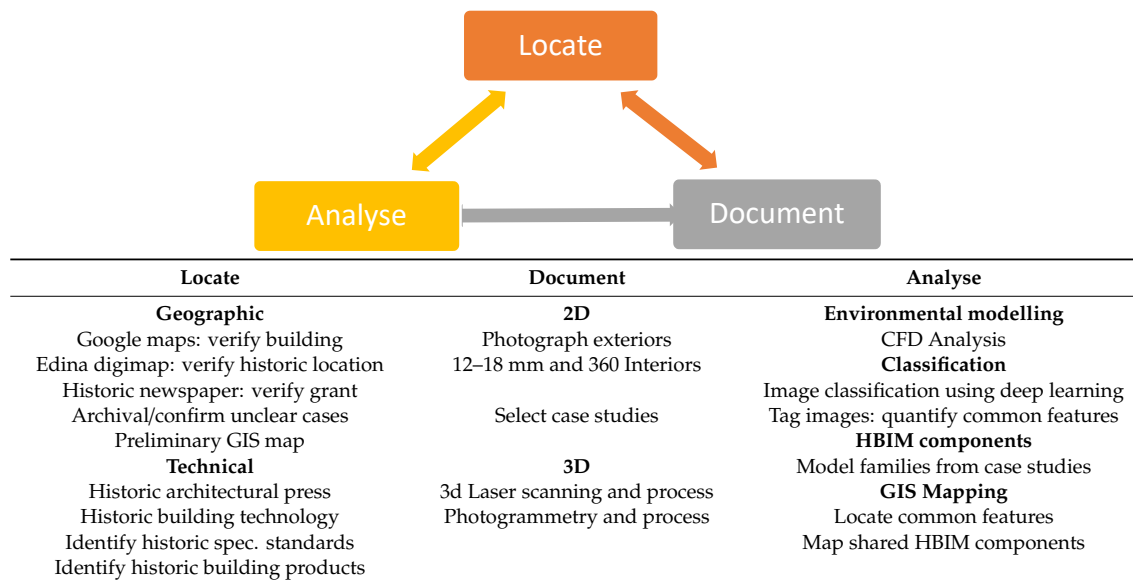 Locate
Analyse
Document
Locate Document Analyse
Geographic 2D Environmental modelling
Google maps: verify building Photograph exteriors CFD Analysis
Edina digimap: verify historic location 12–18 mm and 360 Interiors Classification
Historic newspaper: verify grant Image classification using deep learning
Archival/confirm unclear cases Select case studies Tag images: quantify common features
Preliminary GIS map HBIM components
Technical 3D Model families from case studies
Historic architectural press 3d Laser scanning and process GIS Mapping
Historic building technology Photogrammetry and process Locate common features
Identify historic spec. standards Map shared HBIM components
Identify historic building products